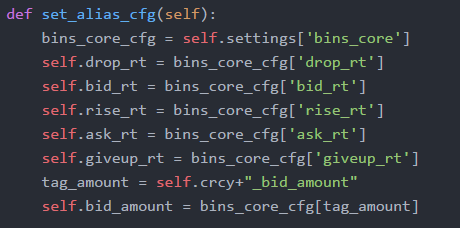 def set_alias_cfg(self):
    bins_core_cfg = self.settings['bins_core']
    self.drop_rt = bins_core_cfg['drop_rt']
    self.bid_rt = bins_core_cfg['bid_rt']
    self.rise_rt = bins_core_cfg['rise_rt']
    self.ask_rt = bins_core_cfg['ask_rt']
    self.giveup_rt = bins_core_cfg['giveup_rt']
    tag_amount = self.crcy+"_bid_amount"
    self.bid_amount = bins_core_cfg[tag_amount]